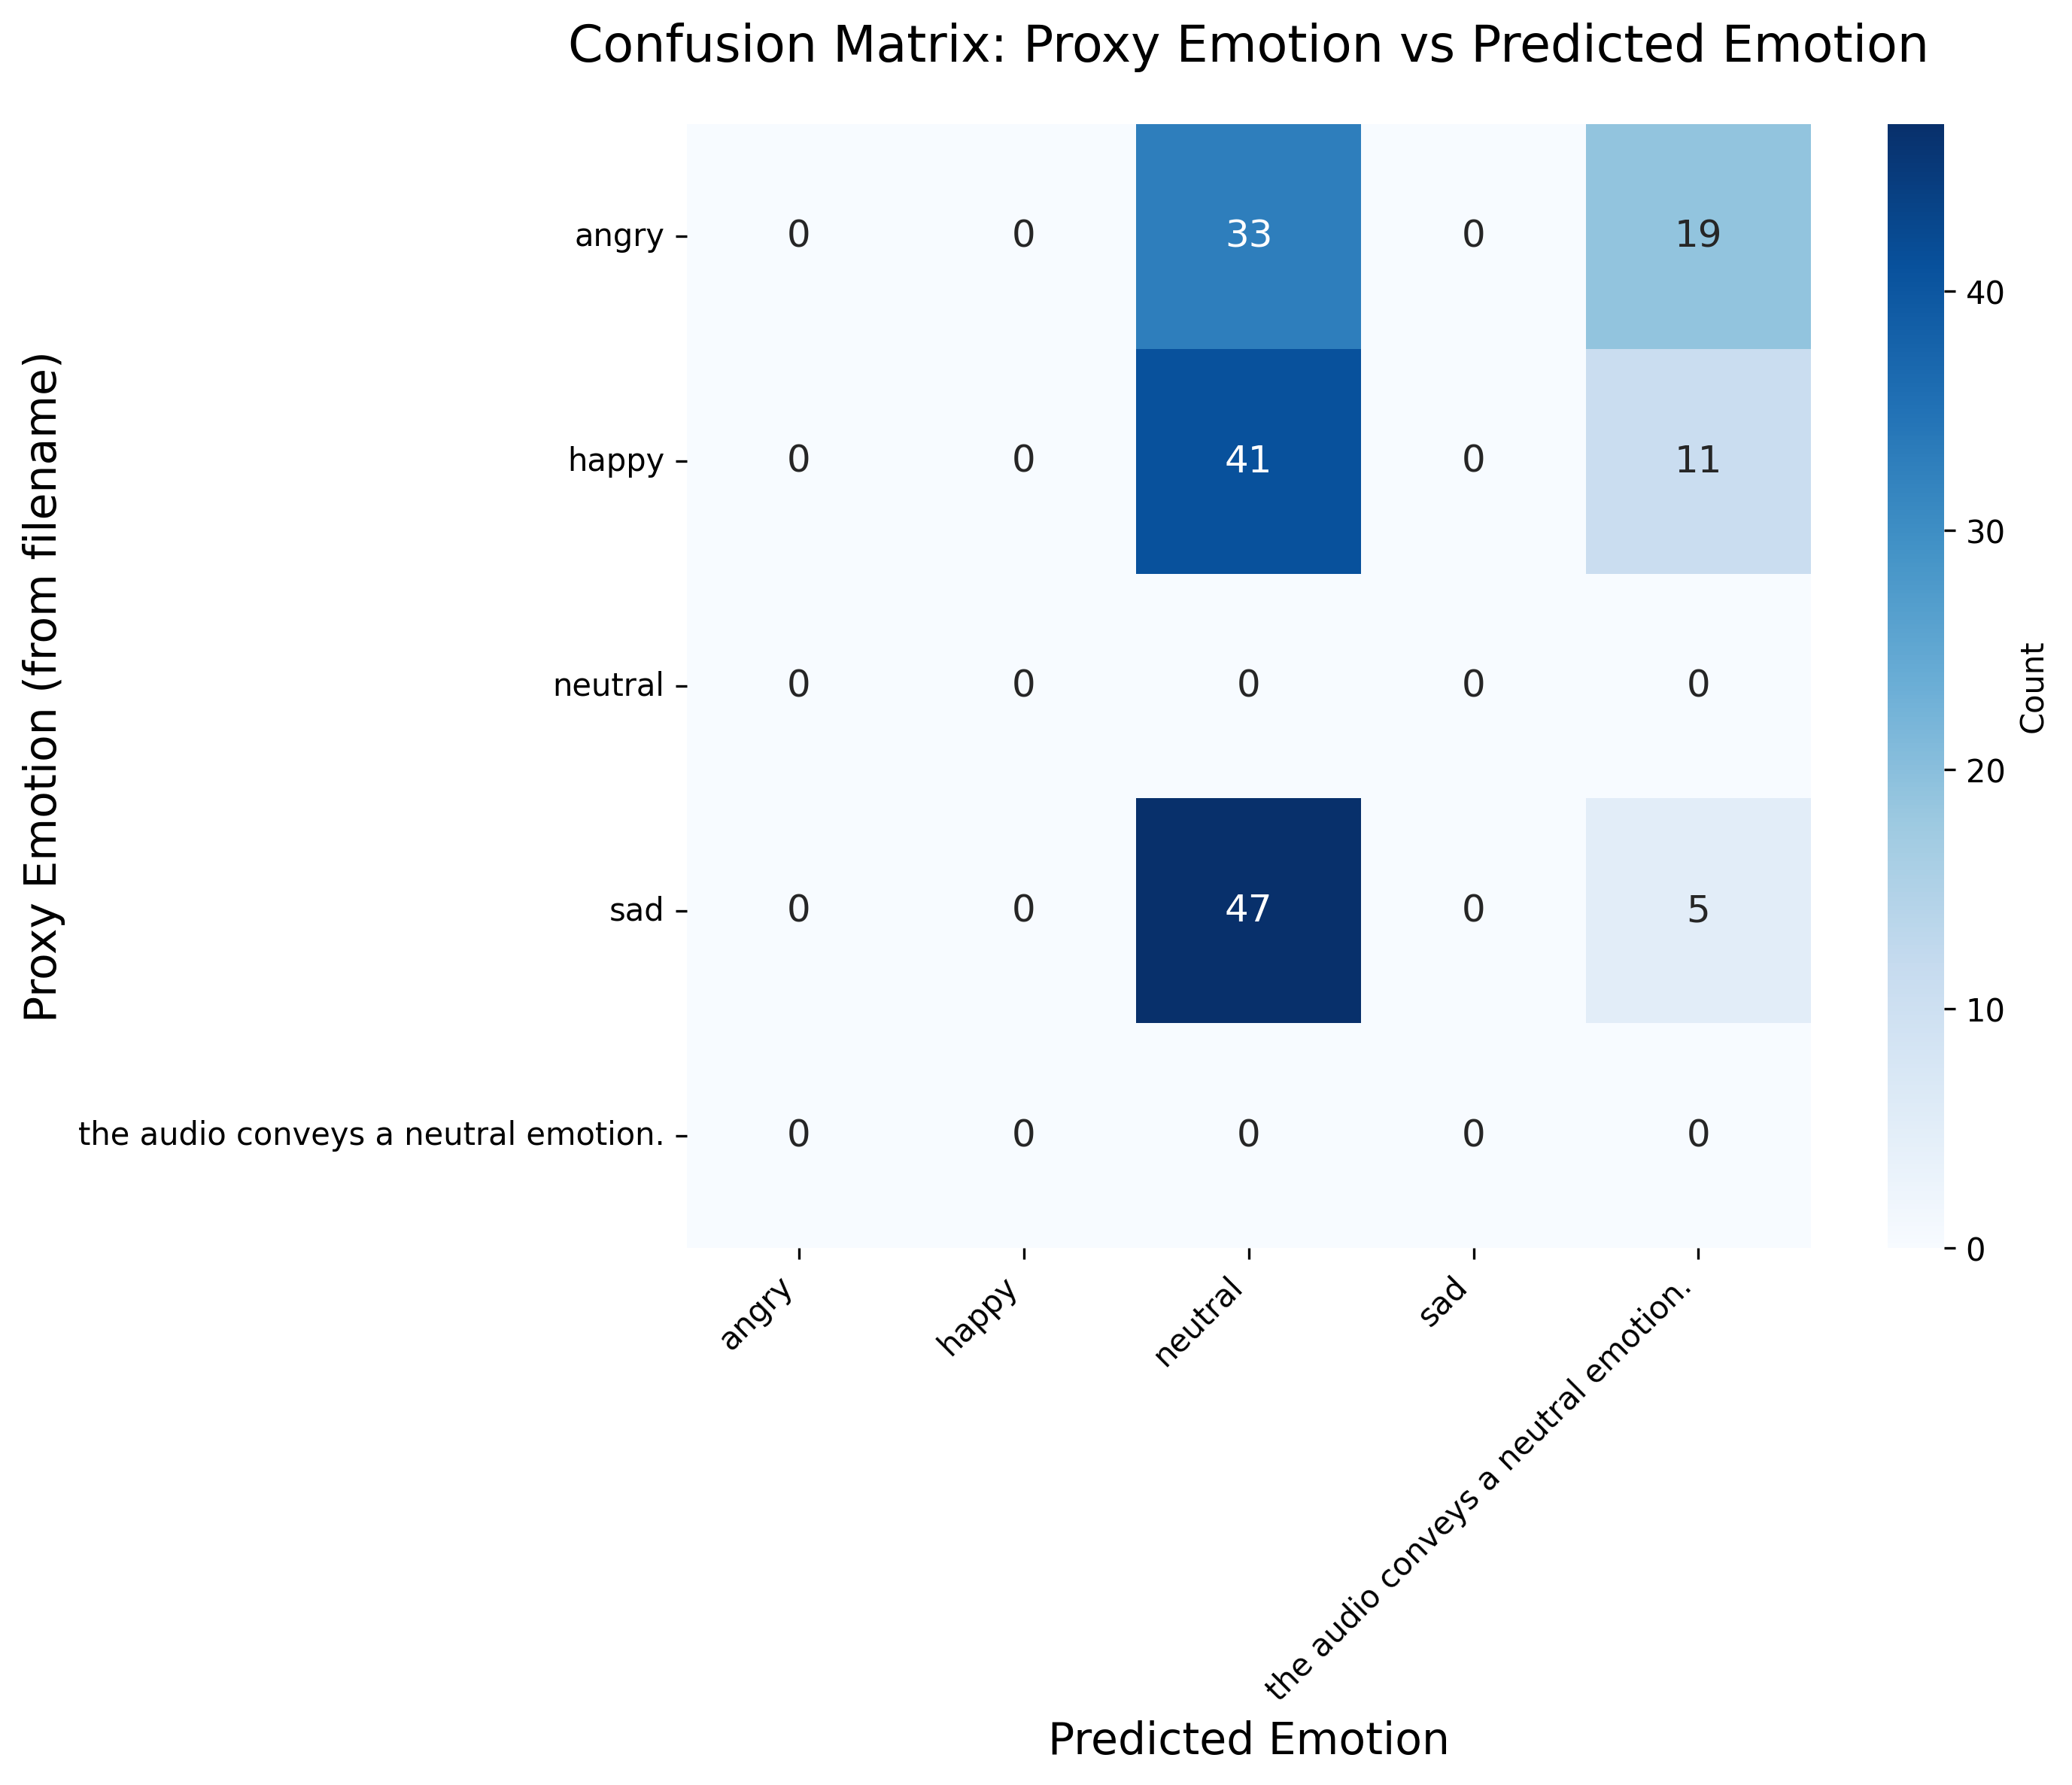 Confusion Matrix: Proxy Emotion vs Predicted Emotion
Proxy Emotion (from filename)
angry 0 0 33 0 19
happy 0 0 41 0 11
neutral 0 0 0 0 0
sad 0 0 47 0 5
the audio conveys a neutral emotion. 0 0 0 0 0
angry
happy
neutral
sad
the audio conveys a neutral emotion.
Predicted Emotion
40
30
20
10
0
Count